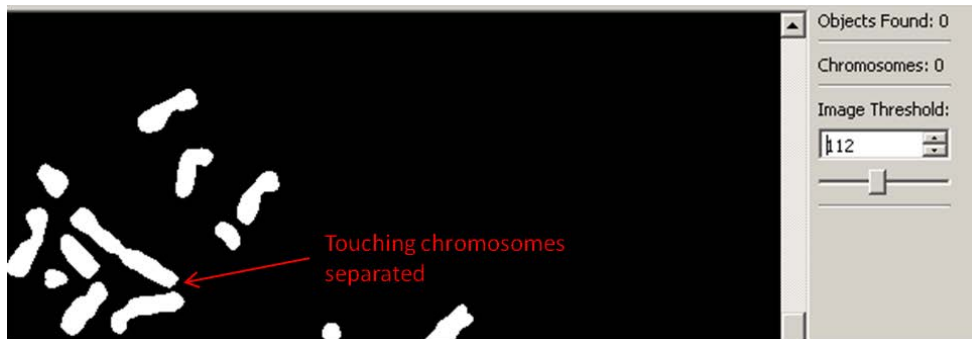 Objects Found: 0
Chromosomes: 0
Image Threshold:
112
Touching chromosomes
separated